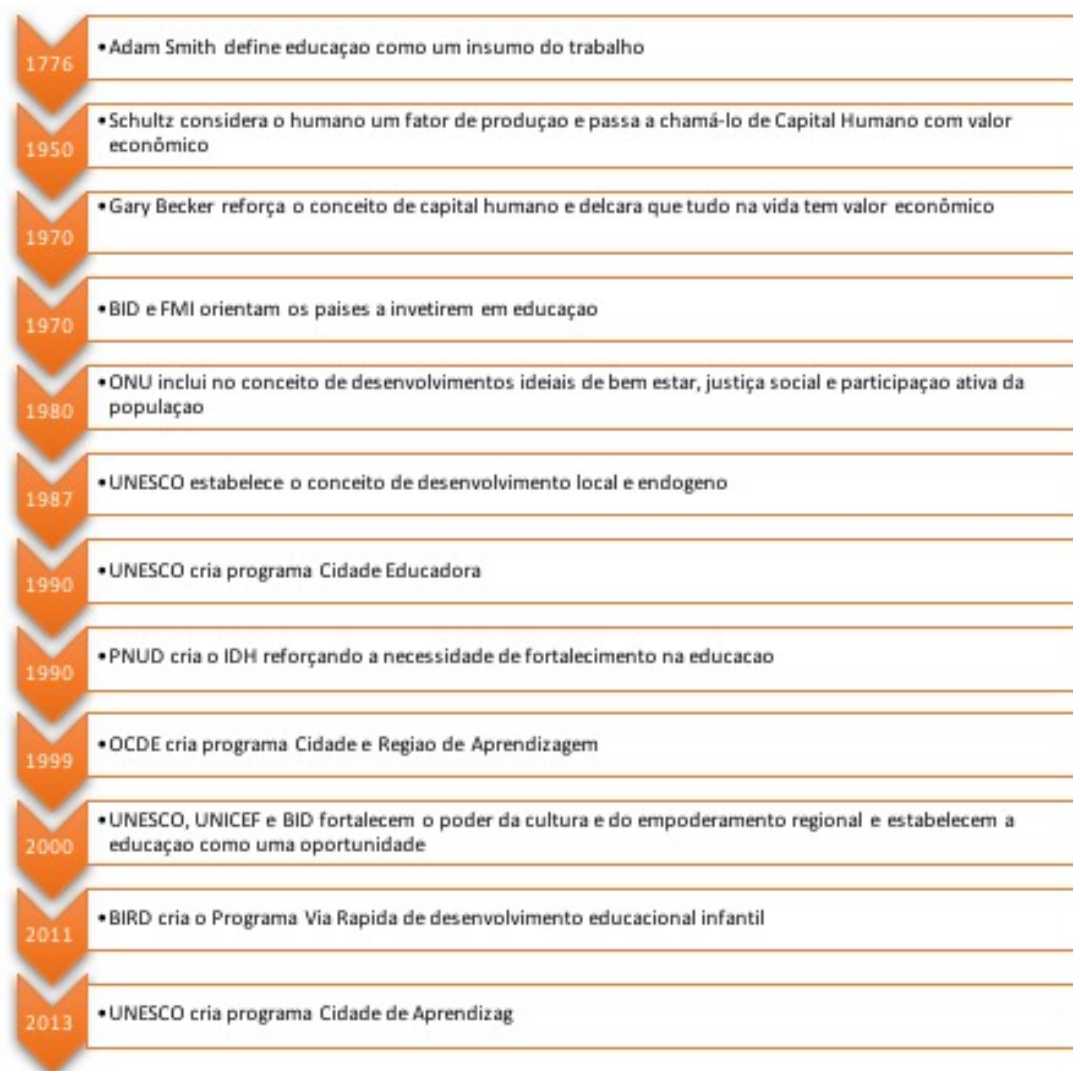 1776
•Adam Smith define educaçao como um insumo do trabalho
1950
•Schultz considera o humano um fator de produçao e passa a chamá-lo de Capital Humano com valor
econômico
1970
•Gary Becker reforça o conceito de capital humano e delcara que tudo na vida tem valor econômico
1970
•BID e FMI orientam os paises a invetirem em educaçao
1980
•ONU inclui no conceito de desenvolvimentos ideiais de bem estar, justiça social e participaçao ativa da
populaçao
1987
•UNESCO estabelece o conceito de desenvolvimento local e endogeno
1990
•UNESCO cria programa Cidade Educadora
1990
•PNUD cria o IDH reforçando a necessidade de fortalecimento na educacao
1999
•OCDE cria programa Cidade e Regiao de Aprendizagem
2000
•UNESCO, UNICEF e BID fortalecem o poder da cultura e do empoderamento regional e estabelecem a
educaçao como uma oportunidade
2011
•BIRD cria o Programa Via Rapida de desenvolvimento educacional infantil
2013
•UNESCO cria programa Cidade de Aprendizag